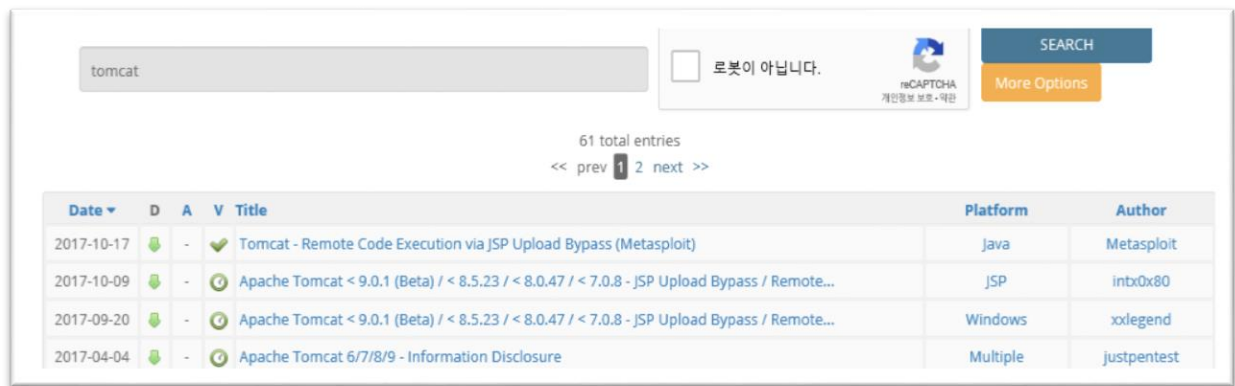 tomcat
로봇이 아닙니다.
reCAPTCHA
개인정보 보호 - 약관
SEARCH
More Options
61 total entries
<< prev 1 2 next >>
Date D A V Title Platform Author
2017-10-17 - Tomcat - Remote Code Execution via JSP Upload Bypass (Metasploit) Java Metasploit
2017-10-09 - Apache Tomcat < 9.0.1 (Beta) / < 8.5.23 / < 8.0.47 / < 7.0.8 - JSP Upload Bypass / Remote... JSP intx0x80
2017-09-20 - Apache Tomcat < 9.0.1 (Beta) / < 8.5.23 / < 8.0.47 / < 7.0.8 - JSP Upload Bypass / Remote... Windows xxlegend
2017-04-04 - Apache Tomcat 6/7/8/9 - Information Disclosure Multiple justpentest